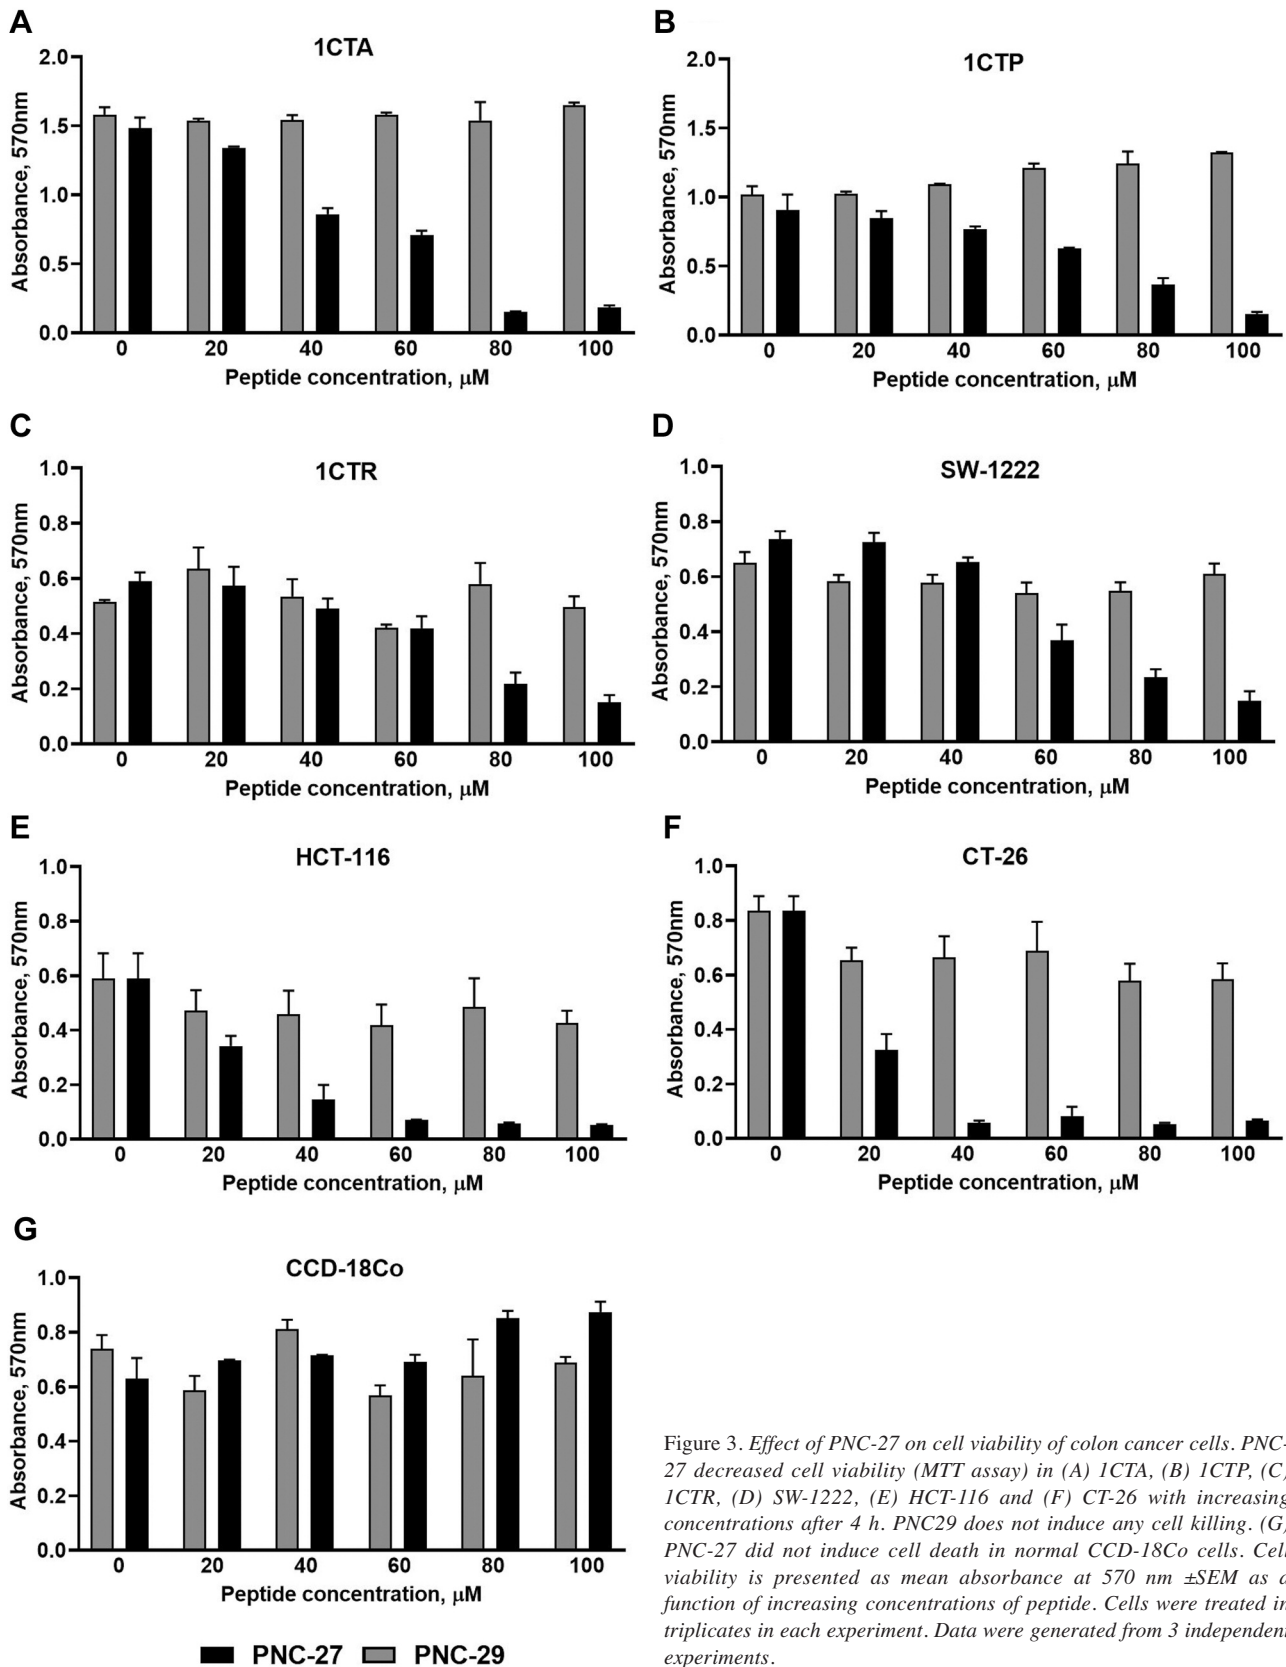 A
1CTA
2.0
1.5
1.0
0.5
0.0
Absorbance, 570nm
0 20 40 60 80 100
Peptide concentration, μM
B
1CTP
2.0
1.5
1.0
0.5
0.0
Absorbance, 570nm
0 20 40 60 80 100
Peptide concentration, μM
C
1CTR
1.0
0.8
0.6
0.4
0.2
0.0
Absorbance, 570nm
0 20 40 60 80 100
Peptide concentration, μM
D
SW-1222
1.0
0.8
0.6
0.4
0.2
0.0
Absorbance, 570nm
0 20 40 60 80 100
Peptide concentration, μM
E
HCT-116
1.0
0.8
0.6
0.4
0.2
0.0
Absorbance, 570nm
0 20 40 60 80 100
Peptide concentration, μM
F
CT-26
1.0
0.8
0.6
0.4
0.2
0.0
Absorbance, 570nm
0 20 40 60 80 100
Peptide concentration, μM
G
CCD-18Co
1.0
0.8
0.6
0.4
0.2
0.0
Absorbance, 570nm
0 20 40 60 80 100
Peptide concentration, μM
PNC-27 PNC-29
Figure 3. Effect of PNC-27 on cell viability of colon cancer cells. PNC-
27 decreased cell viability (MTT assay) in (A) 1CTA, (B) 1CTP, (C)
1CTR, (D) SW-1222, (E) HCT-116 and (F) CT-26 with increasing
concentrations after 4 h. PNC29 does not induce any cell killing. (G)
PNC-27 did not induce cell death in normal CCD-18Co cells. Cell
viability is presented as mean absorbance at 570 nm ±SEM as a
function of increasing concentrations of peptide. Cells were treated in
triplicates in each experiment. Data were generated from 3 independent
experiments.